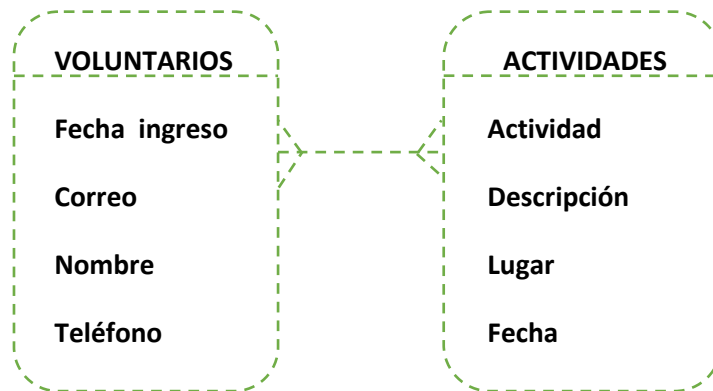 VOLUNTARIOS
Fecha ingreso
Correo
Nombre
Teléfono
ACTIVIDADES
Actividad
Descripción
Lugar
Fecha